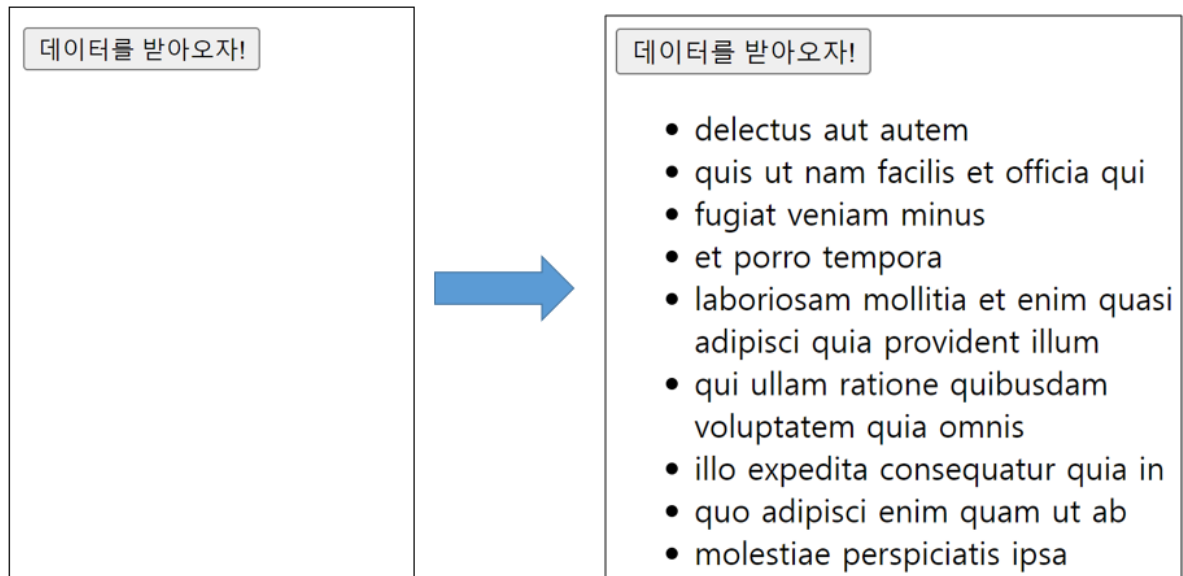 데이터를 받아오자!
데이터를 받아오자!
delectus aut autem
quis ut nam facilis et officia qui
fugiat veniam minus
et porro tempora
laboriosam mollitia et enim quasi
adipisci quia provident illum
qui ullam ratione quibusdam
voluptatem quia omnis
illo expedita consequatur quia in
quo adipisci enim quam ut ab
molestiae perspiciatis ipsa